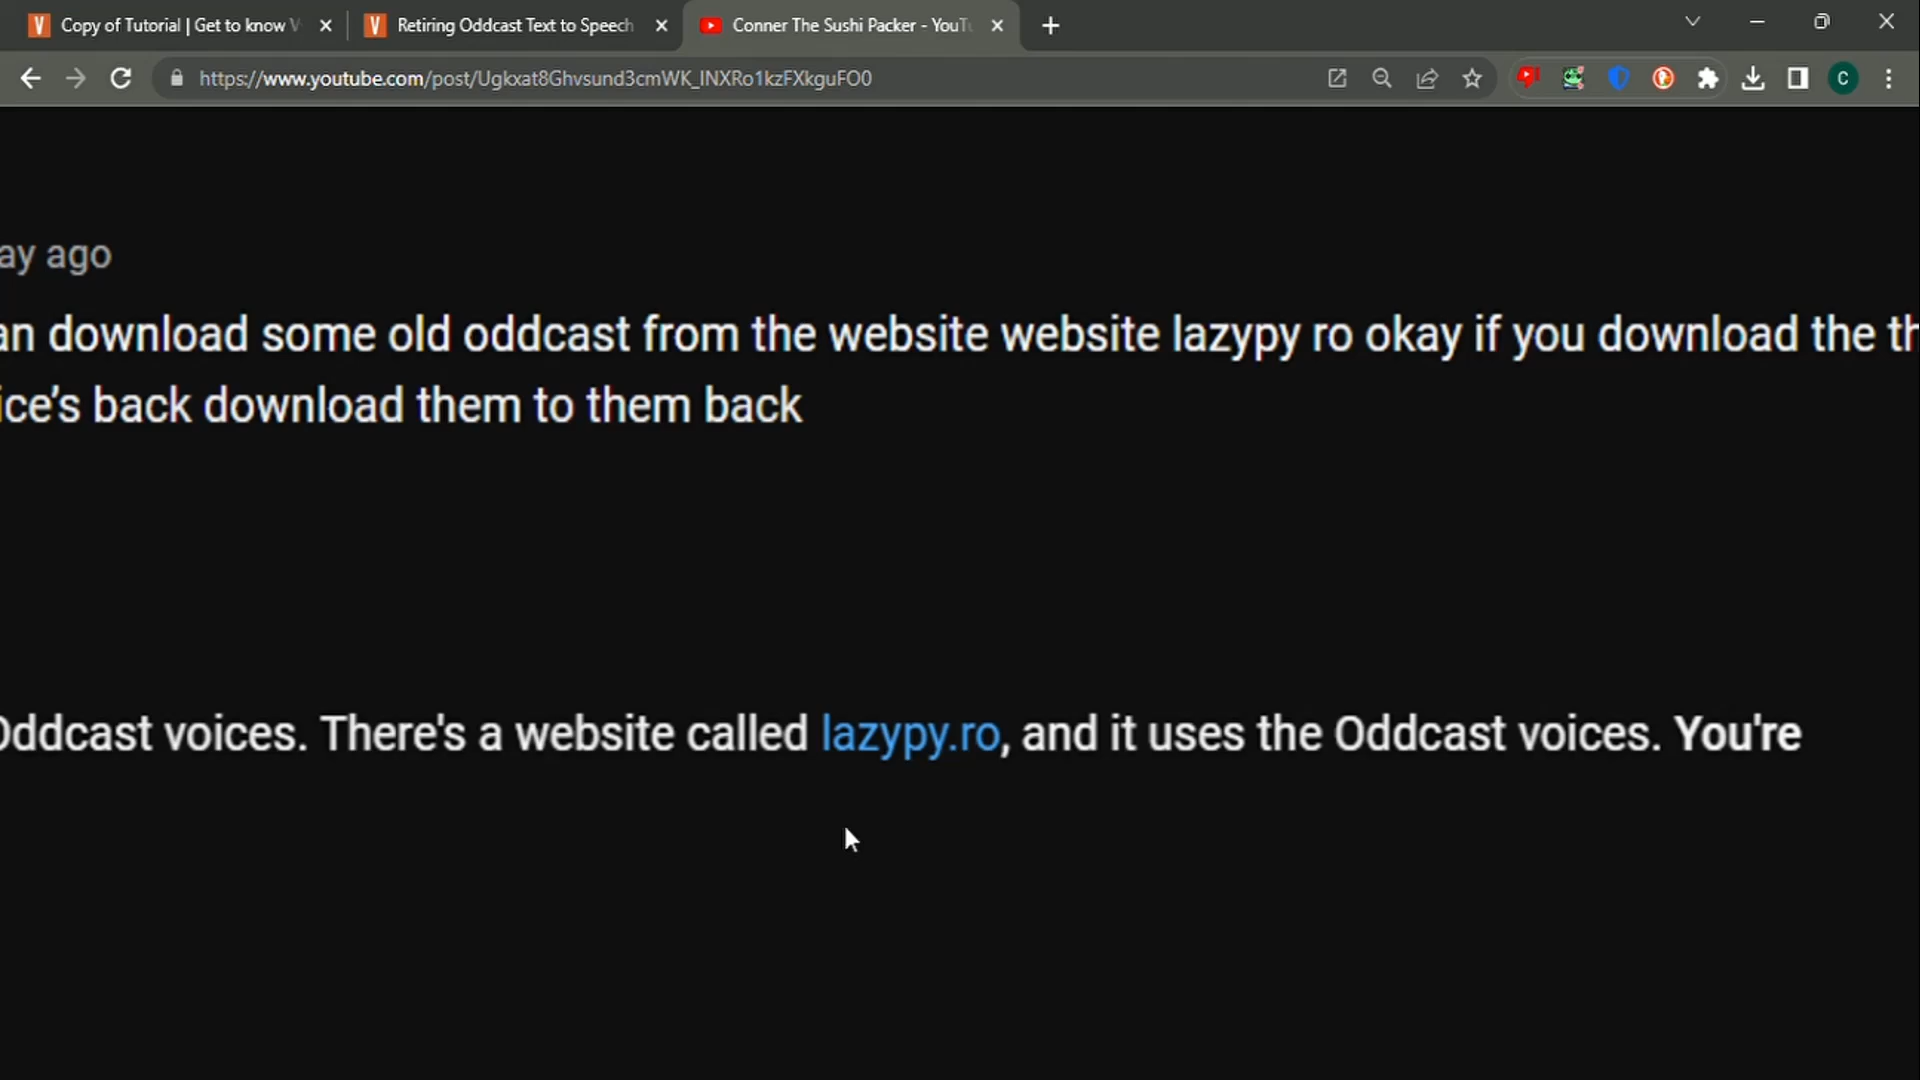 Copy of Tutorial | Get to know V
Retiring Oddcast Text to Speech
Conner The Sushi Packer - YouTu
https://www.youtube.com/post/Ugkxat8Ghvsund3cmWK_INXRo1kzFXkguFO0
C
ay ago
an download some old oddcast from the website website lazypy ro okay if you download the th
ice's back download them to them back
Oddcast voices. There's a website called lazypy.ro, and it uses the Oddcast voices. You're